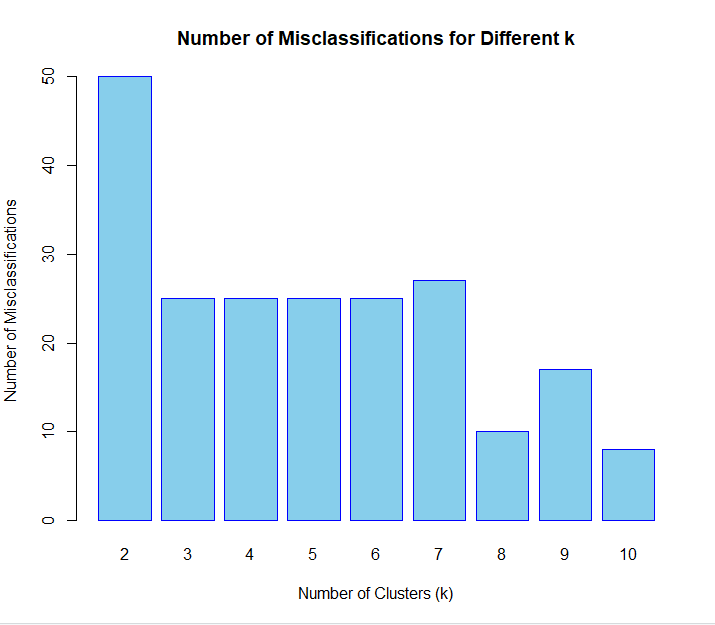 Number of Misclassifications for Different k
Number of Misclassifications
50
40
30
20
10
0
2 3 4 5 6 7 8 9 10
Number of Clusters (k)